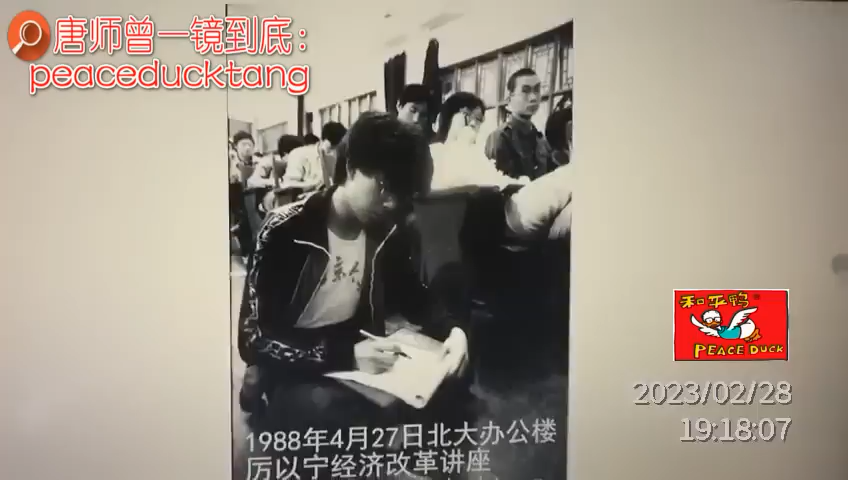 唐师曾一镜到底：
peaceducktang
和平鸭®
PEACE DUCK
2023/02/28
19:18:07
1988年4月27日北大办公楼
厉以宁经济改革讲座